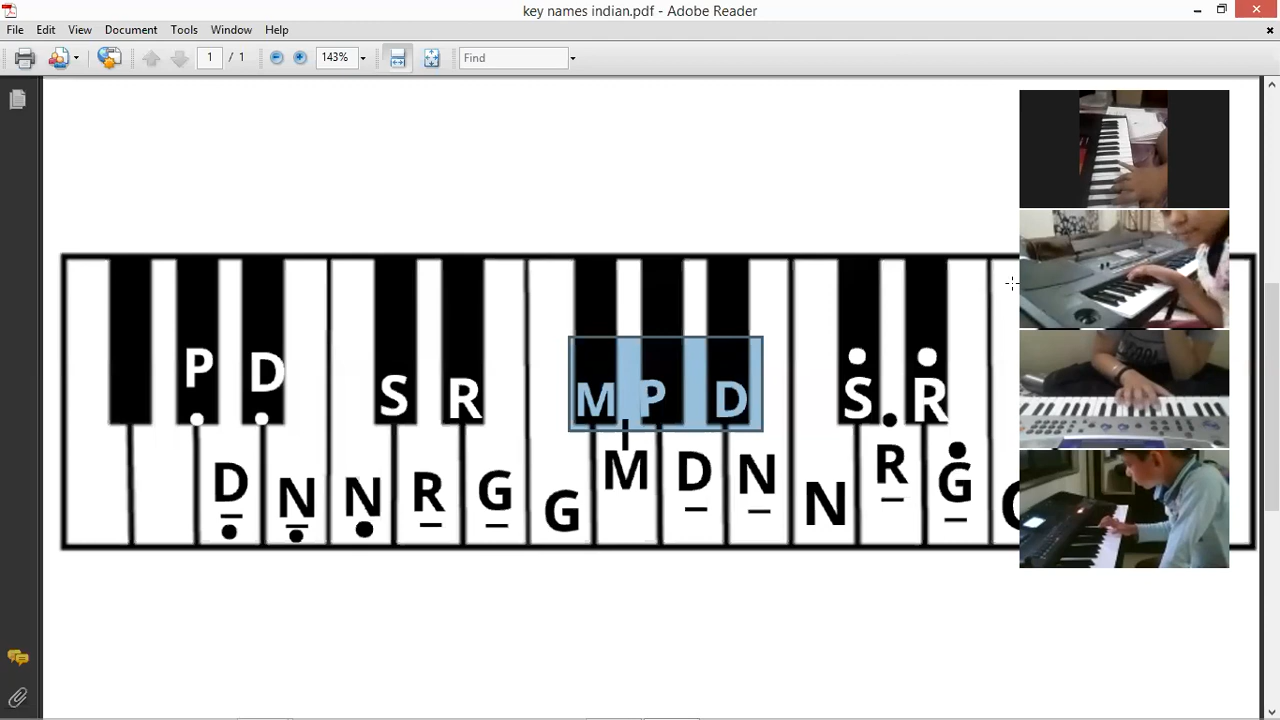 key names indian.pdf - Adobe Reader
File Edit View Document Tools Window Help
1 / 1 143% Find
P D S R M P D S R
D N N R G G M D N N R G